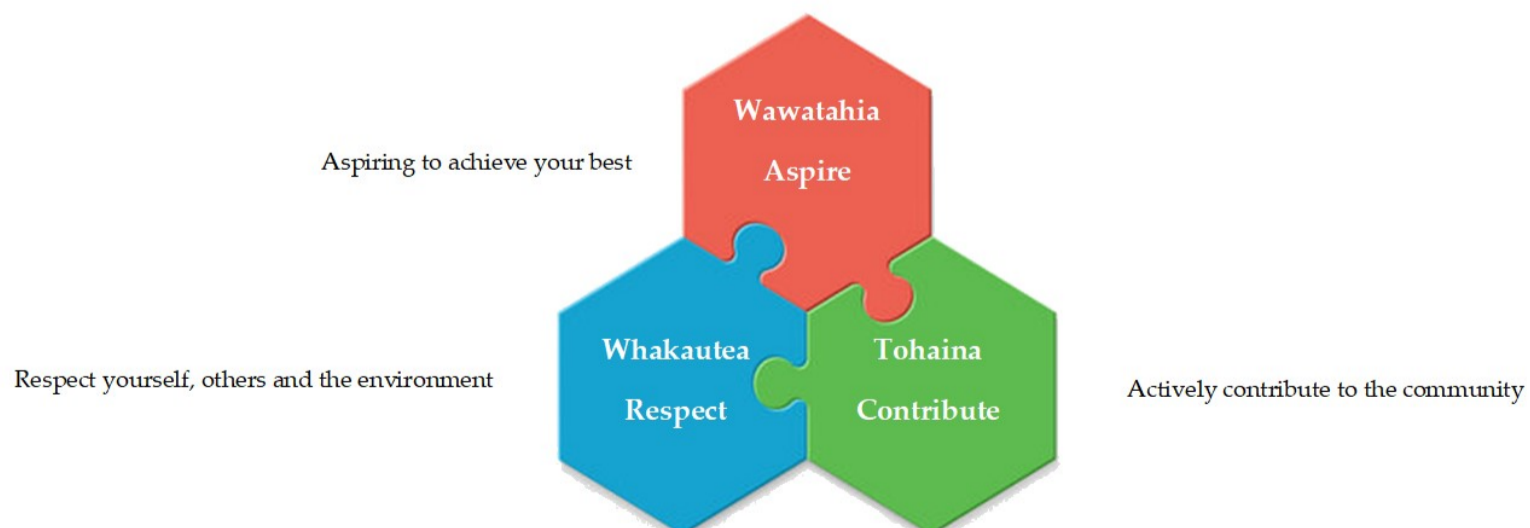 Wawatahia
Aspire
Aspiring to achieve your best
Whakautea
Respect
Respect yourself, others and the environment
Tohaina
Contribute
Actively contribute to the community